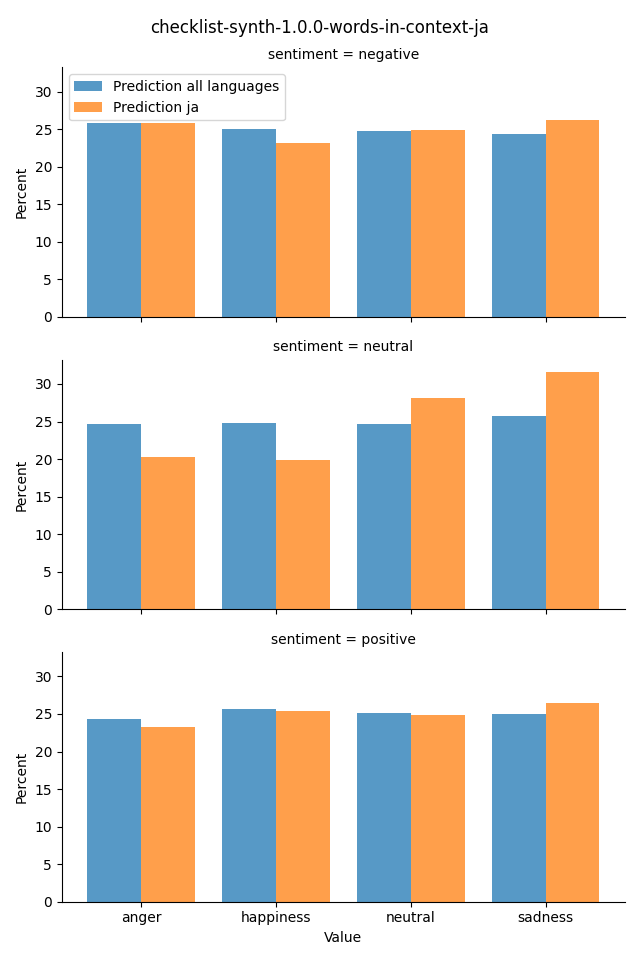 checklist-synth-1.0.0-words-in-context-ja
sentiment = negative
Prediction all languages
Prediction ja
30
25
20
15
10
5
0
Percent
sentiment = neutral
30
25
20
15
10
5
0
Percent
sentiment = positive
30
25
20
15
10
5
0
Percent
anger happiness neutral sadness
Value